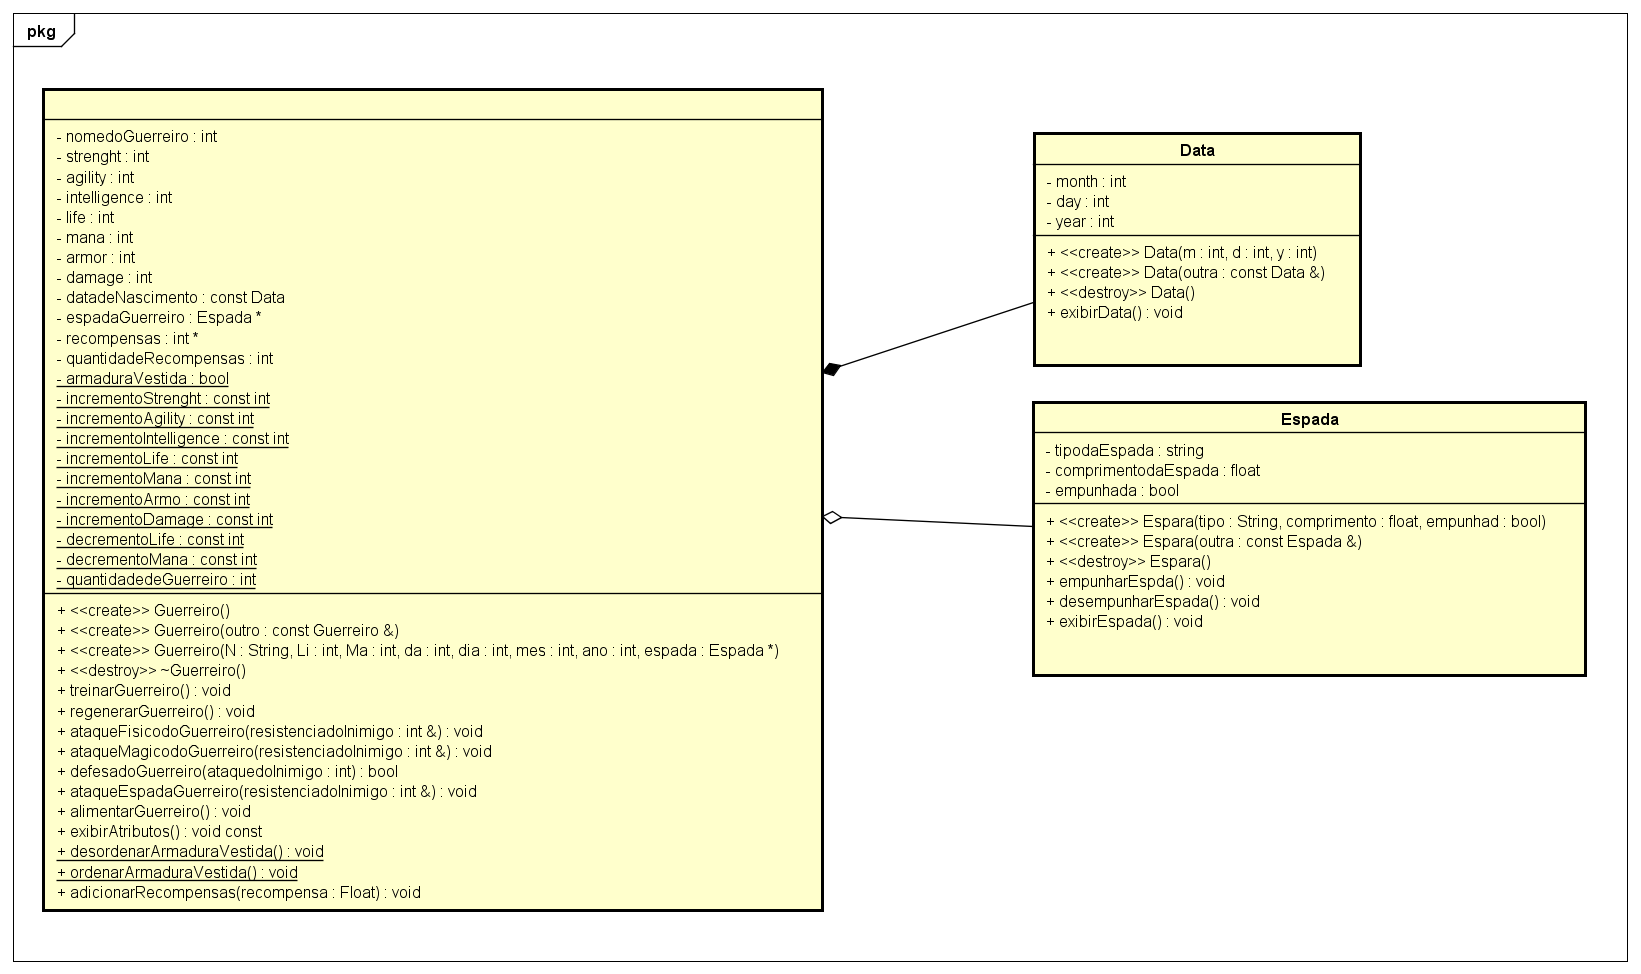 pkg
- nomedoGuerreiro : int
- strenght : int
- agility : int
- intelligence : int
- life : int
- mana : int
- armor : int
- damage : int
- datadeNascimento : const Data
- espadaGuerreiro : Espada *
- recompensas : int *
- quantidadeRecompensas : int
- armaduraVestida : bool
- incrementoStrenght : const int
- incrementoAgility : const int
- incrementoIntelligence : const int
- incrementoLife : const int
- incrementoMana : const int
- incrementoArmo : const int
- incrementoDamage : const int
- decrementoLife : const int
- decrementoMana : const int
- quantidadedeGuerreiro : int
+ <<create>> Guerreiro()
+ <<create>> Guerreiro(outro : const Guerreiro &)
+ <<create>> Guerreiro(N : String, Li : int, Ma : int, da : int, dia : int, mes : int, ano : int, espada : Espada *)
+ <<destroy>> ~Guerreiro()
+ treinarGuerreiro() : void
+ regenerarGuerreiro() : void
+ ataqueFisicodoGuerreiro(resistenciadoInimigo : int &) : void
+ ataqueMagicodoGuerreiro(resistenciadoInimigo : int &) : void
+ defesadoGuerreiro(ataquedoInimigo : int) : bool
+ ataqueEspadaGuerreiro(resistenciadoInimigo : int &) : void
+ alimentarGuerreiro() : void
+ exibirAtributos() : void const
+ desordenarArmaduraVestida() : void
+ ordenarArmaduraVestida() : void
+ adicionarRecompensas(recompensa : Float) : void
Data
- month : int
- day : int
- year : int
+ <<create>> Data(m : int, d : int, y : int)
+ <<create>> Data(outra : const Data &)
+ <<destroy>> Data()
+ exibirData() : void
Espada
- tipodaEspada : string
- comprimentodaEspada : float
- empunhada : bool
+ <<create>> Espara(tipo : String, comprimento : float, empunhad : bool)
+ <<create>> Espara(outra : const Espada &)
+ <<destroy>> Espara()
+ empunharEspda() : void
+ desempunharEspada() : void
+ exibirEspada() : void